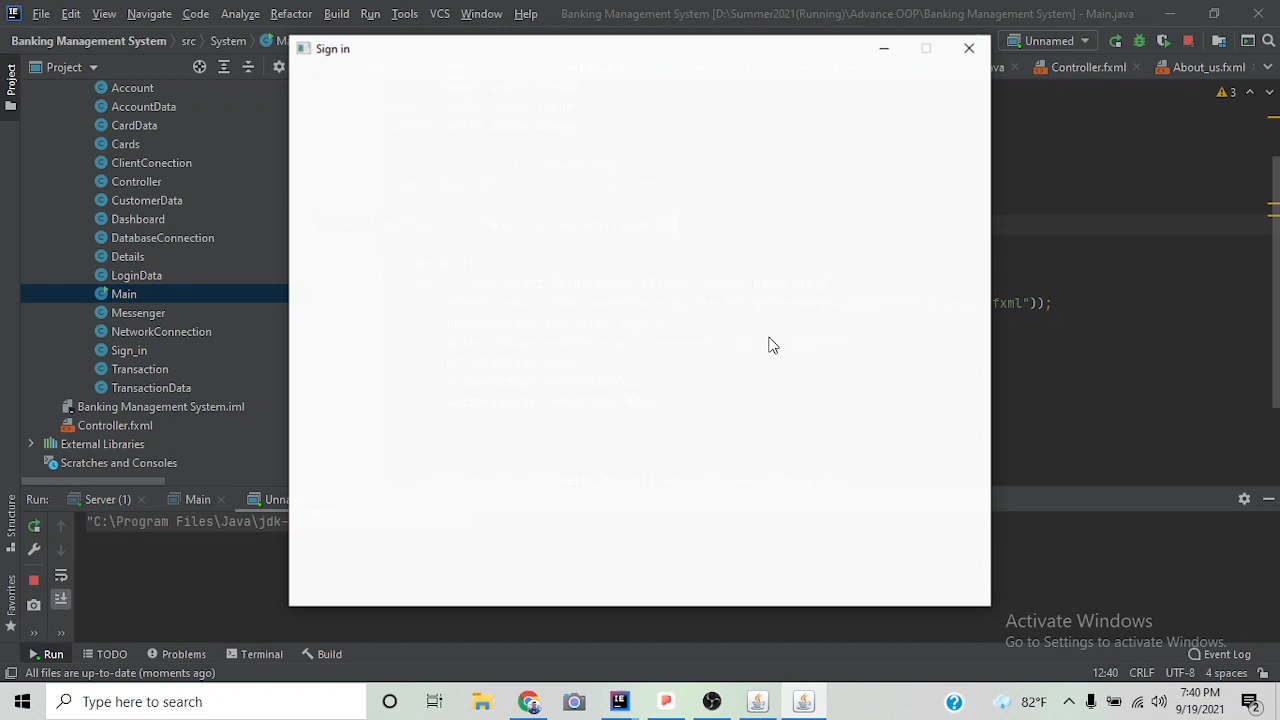 File Edit View Navigate Code Analyze Refactor Build Run Tools VCS Window Help Banking Management System [D:\Summer2021(Running)\Advance OOP\Banking Management System] - Main.java
Banking Management System > src > System >
Unnamed
Sign in
Project
Project
Controller.fxml
About_us.fxml
3
Account
AccountData
CardData
Cards
ClientConection
Controller
CustomerData
Dashboard
DatabaseConnection
Details
LoginData
Main
fxml"));
Messenger
NetworkConnection
Sign_in
Transaction
TransactionData
Banking Management System.iml
Controller.fxml
External Libraries
Scratches and Consoles
Structure
Favorites
Run: Server (1) Main
"C:\Program Files\Java\jdk-
Activate Windows
Go to Settings to activate Windows.
Run TODO Problems Terminal Build Event Log
All files are up-to-date (moments ago) 12:40 CRLF UTF-8 4 spaces
Type here to search
82°F
7:40 PM
9/19/2021
2